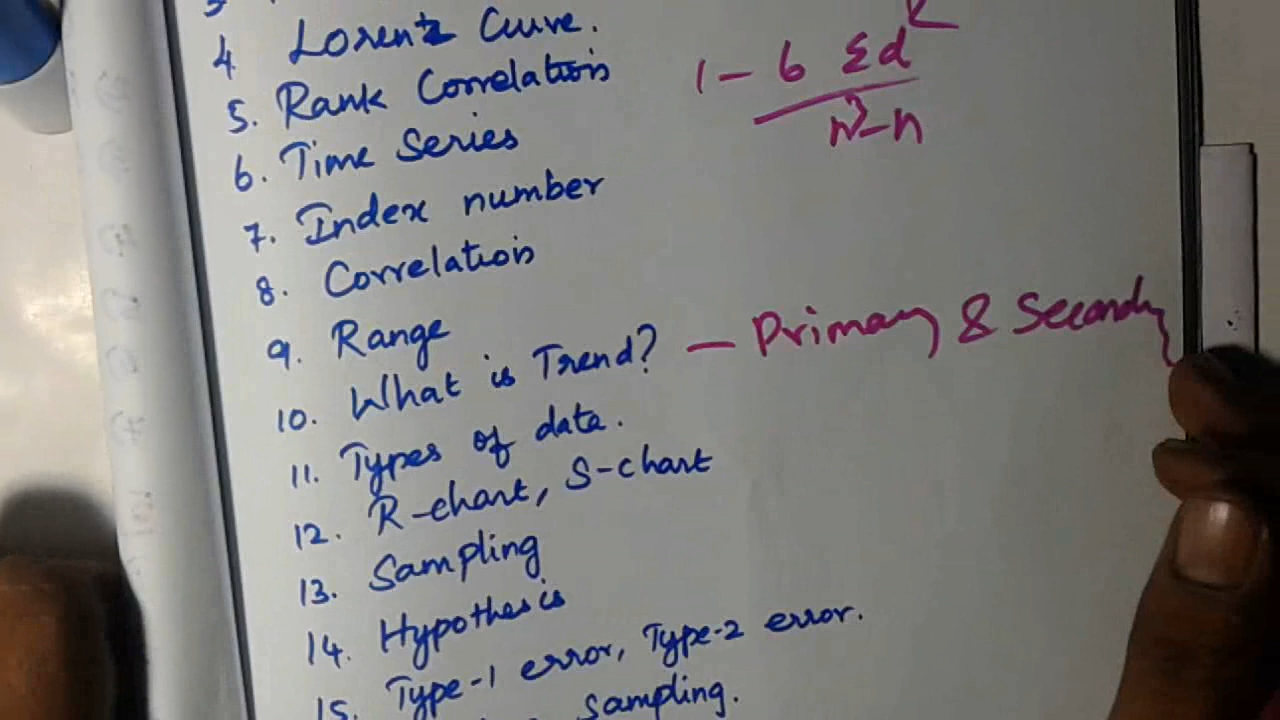 4 Lorentz Curve.
5. Rank Correlation
1 - 6 Σd²
n³-n
6. Time Series
7. Index number
8. Correlation
9. Range
10. What is Trend? — Primary & Secondary
11. Types of data.
12. R-chart, S-chart
13. Sampling
14. Hypothesis
15. Type-1 error, Type-2 error.
Sampling.